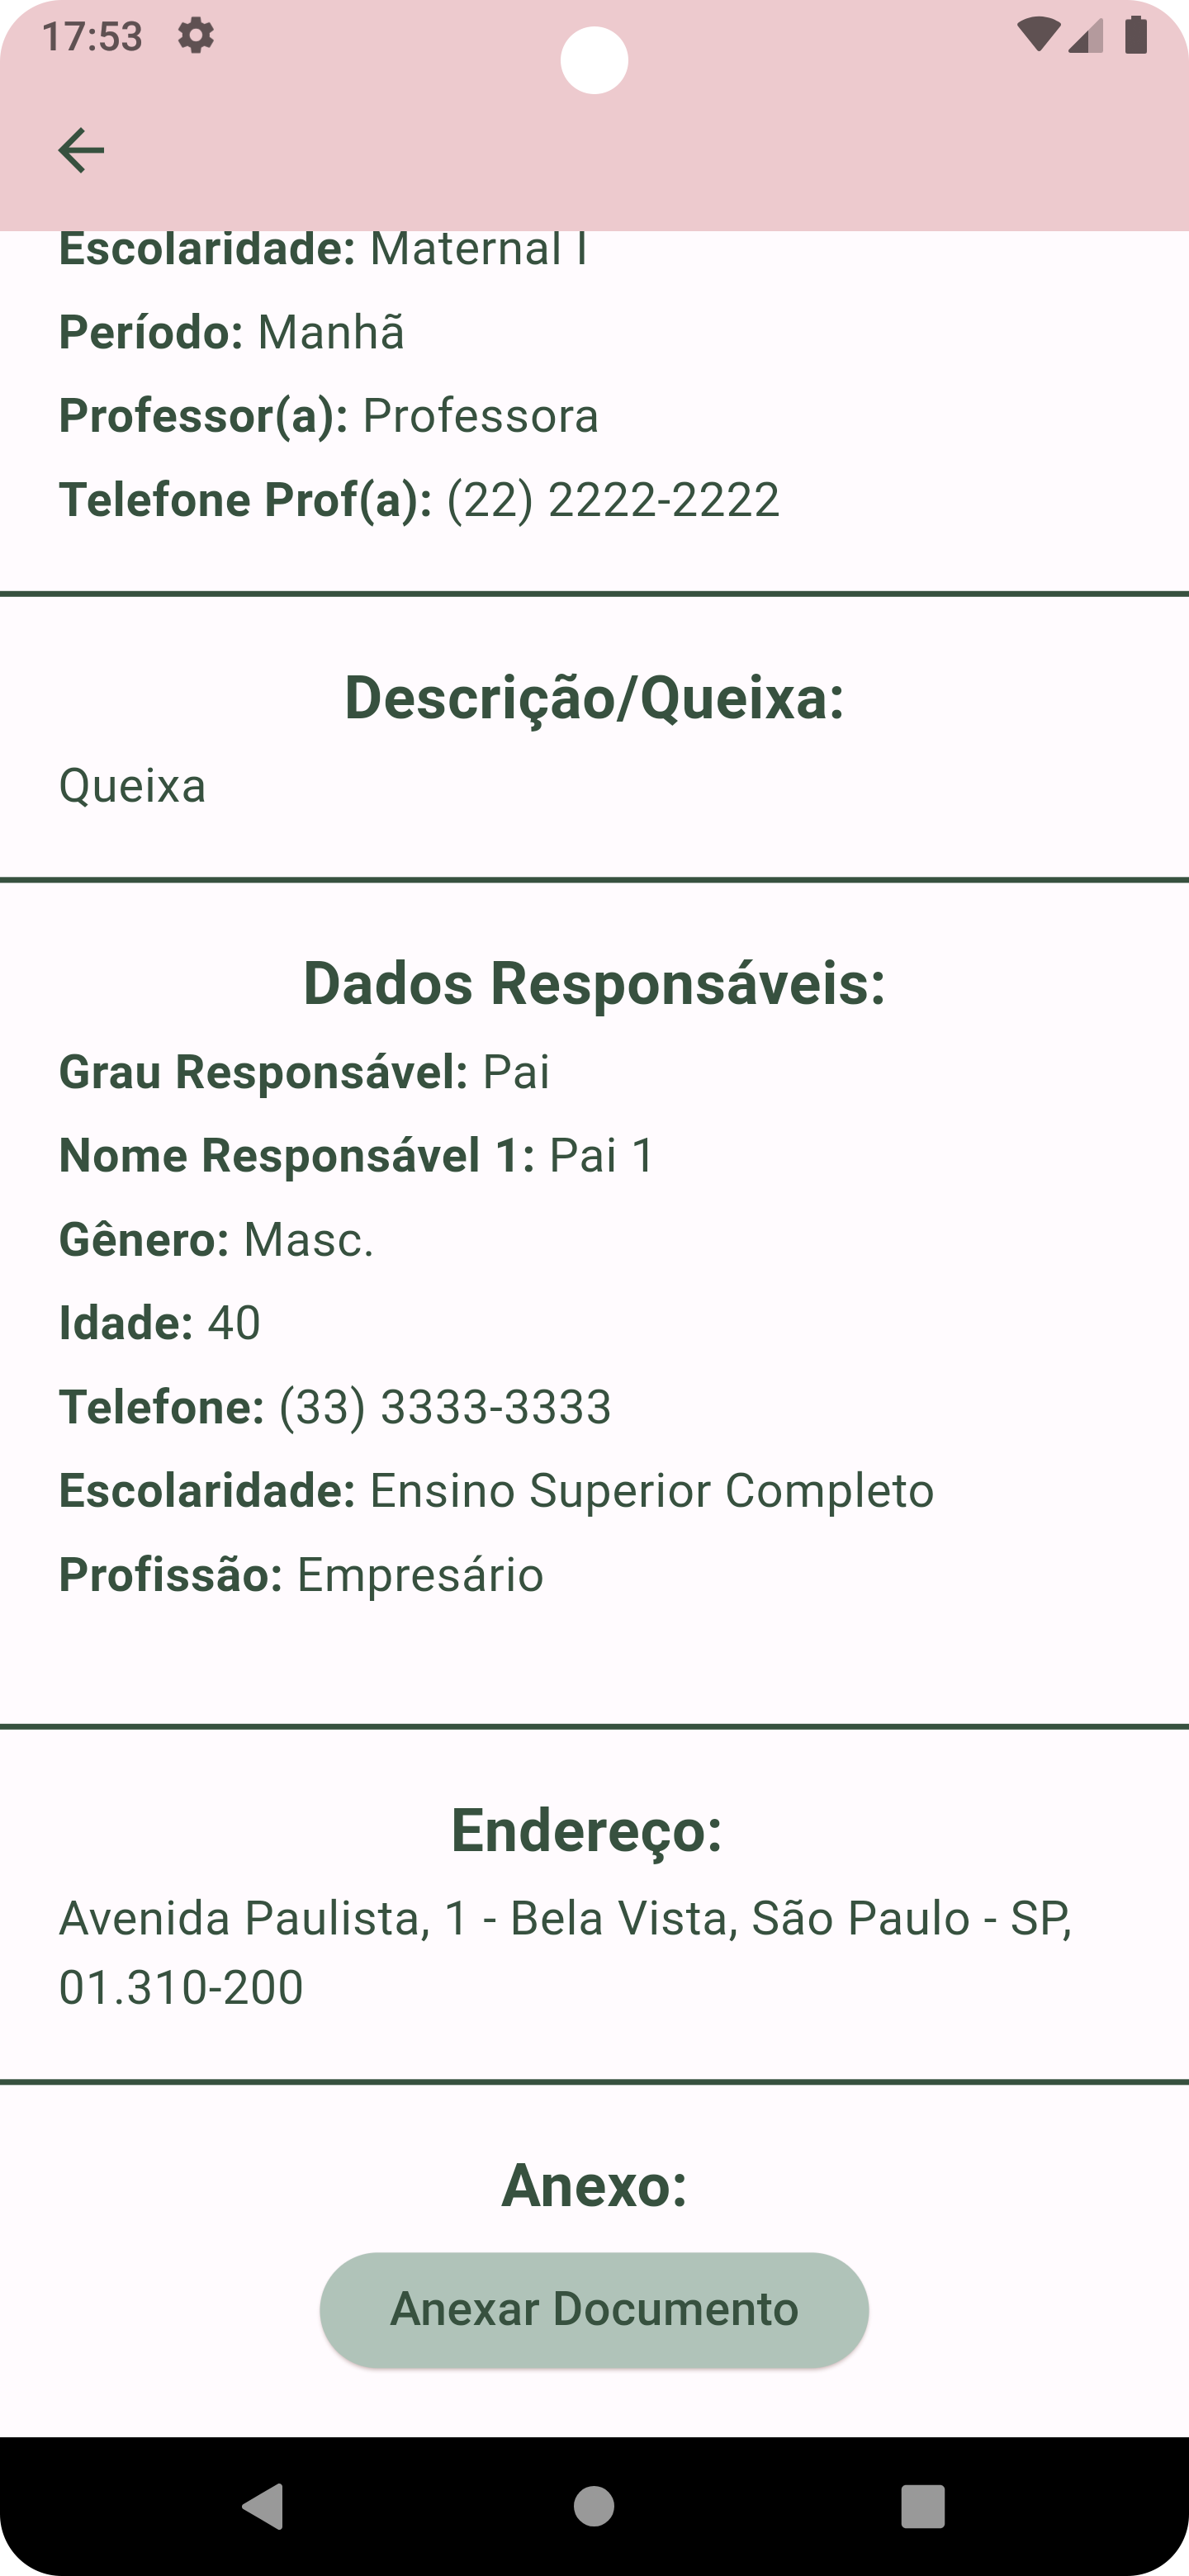 17:53
Escolaridade: Maternal I
Período: Manhã
Professor(a): Professora
Telefone Prof(a): (22) 2222-2222
Descrição/Queixa:
Queixa
Dados Responsáveis:
Grau Responsável: Pai
Nome Responsável 1: Pai 1
Gênero: Masc.
Idade: 40
Telefone: (33) 3333-3333
Escolaridade: Ensino Superior Completo
Profissão: Empresário
Endereço:
Avenida Paulista, 1 - Bela Vista, São Paulo - SP,
01.310-200
Anexo:
Anexar Documento